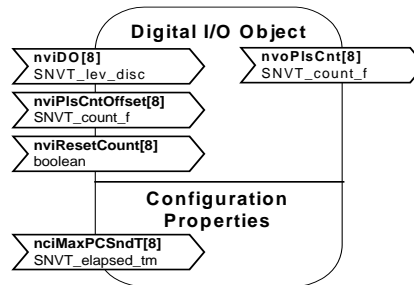 Digital I/O Object
nviDO[8]
SNVT_lev_disc
nvoPlsCnt[8]
SNVT_count_f
nviPlsCntOffset[8]
SNVT_count_f
nviResetCount[8]
boolean
Configuration
Properties
nciMaxPCSndT[8]
SNVT_elapsed_tm